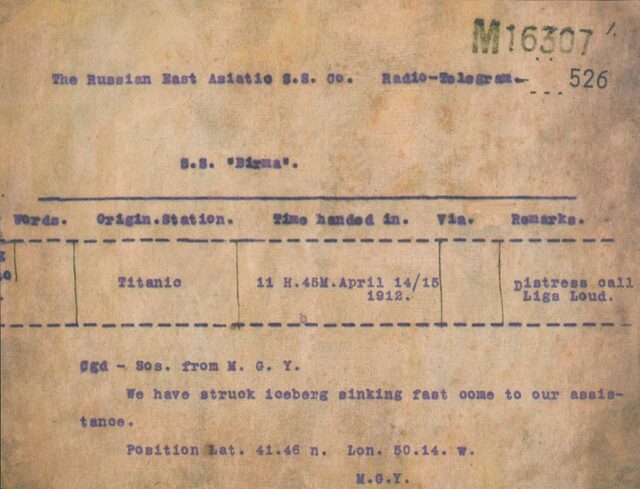 M16307
The Russian East Asiatic S.S. Co. Radio-Telegram.
526
S.S. "Birma".
Words. Origin.Station. Time handed in. Via. Remarks.
Titanic 11 H.45M.April 14/15 Distress call
1912. Ligs Loud.
Cqd - Sos. from M. G. Y.
We have struck iceberg sinking fast come to our assis-
tance.
Position Lat. 41.46 n. Lon. 50.14. w.
M.G.Y.